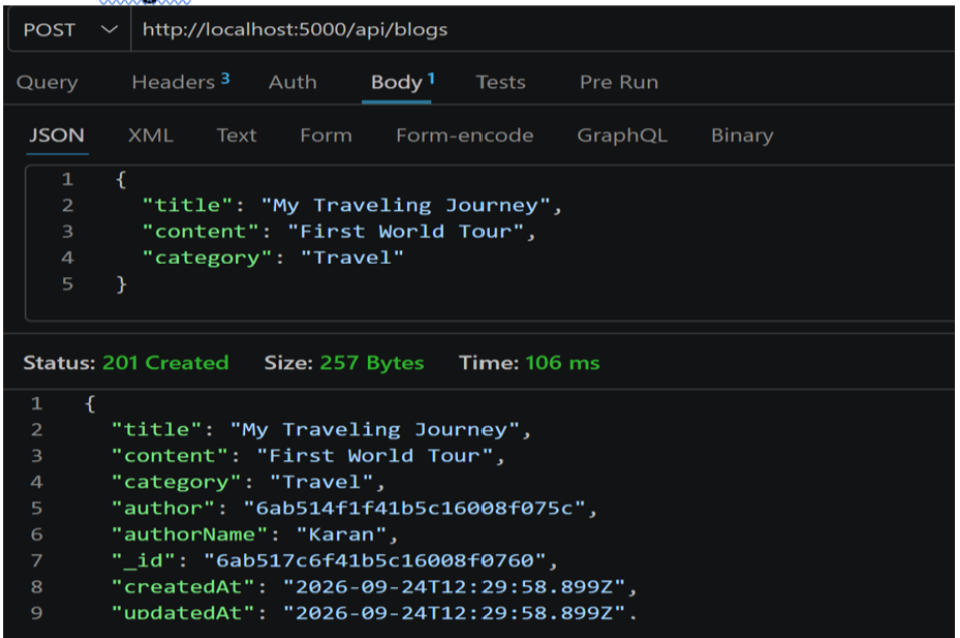 POST http://localhost:5000/api/blogs
Query Headers 3 Auth Body 1 Tests Pre Run
JSON XML Text Form Form-encode GraphQL Binary
1 {
2 "title": "My Traveling Journey",
3 "content": "First World Tour",
4 "category": "Travel"
5 }
Status: 201 Created Size: 257 Bytes Time: 106 ms
1 {
2 "title": "My Traveling Journey",
3 "content": "First World Tour",
4 "category": "Travel",
5 "author": "6ab514f1f41b5c16008f075c",
6 "authorName": "Karan",
7 "_id": "6ab517c6f41b5c16008f0760",
8 "createdAt": "2026-09-24T12:29:58.899Z",
9 "updatedAt": "2026-09-24T12:29:58.899Z",